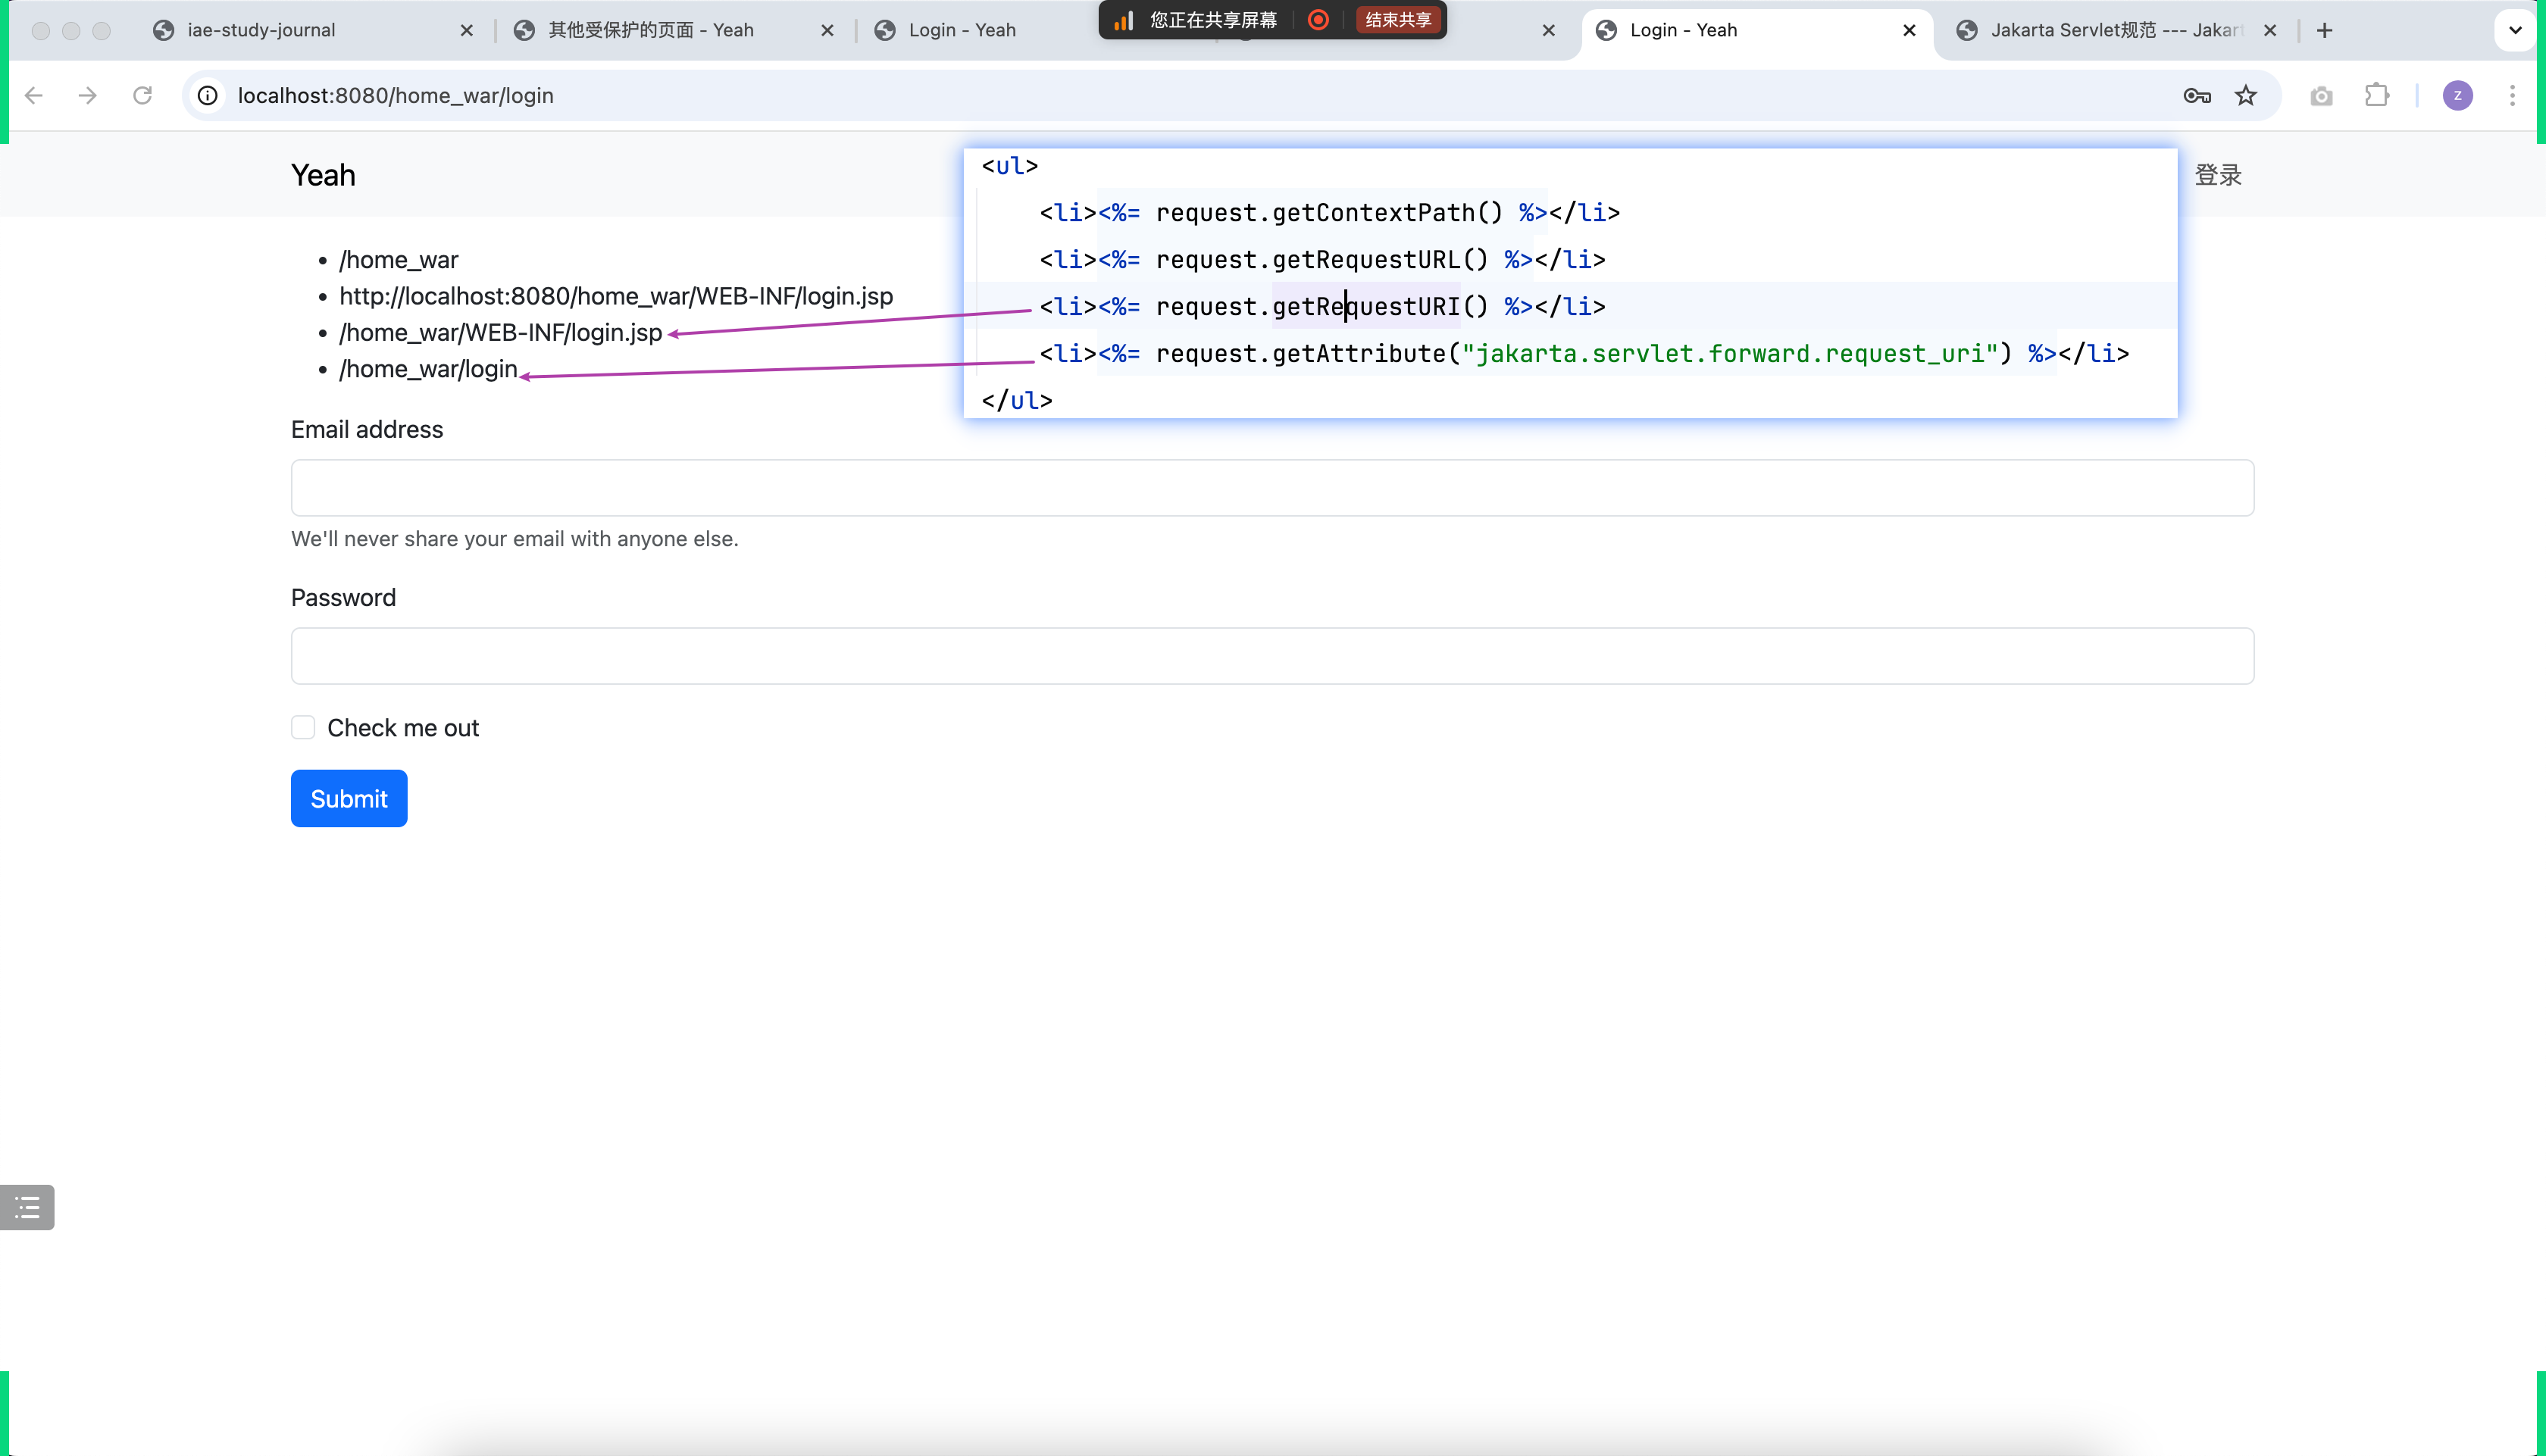 iae-study-journal
其他受保护的页面 - Yeah
Login - Yeah
您正在共享屏幕
结束共享
Login - Yeah
Jakarta Servlet规范 --- Jakar
localhost:8080/home_war/login
z
Yeah
登录
/home_war
http://localhost:8080/home_war/WEB-INF/login.jsp
/home_war/WEB-INF/login.jsp
/home_war/login
<ul>
<li><%= request.getContextPath() %></li>
<li><%= request.getRequestURL() %></li>
<li><%= request.getRequestURI() %></li>
<li><%= request.getAttribute("jakarta.servlet.forward.request_uri") %></li>
</ul>
Email address
We'll never share your email with anyone else.
Password
Check me out
Submit